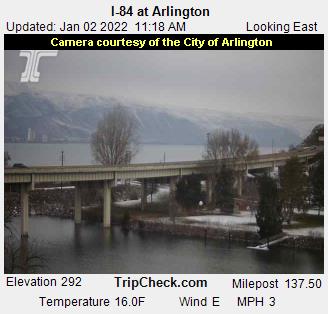 I-84 at Arlington
Updated: Jan 02 2022 11:18 AM Looking East
Camera courtesy of the City of Arlington
Elevation 292 TripCheck.com Milepost 137.50
Temperature 16.0F Wind E MPH 3